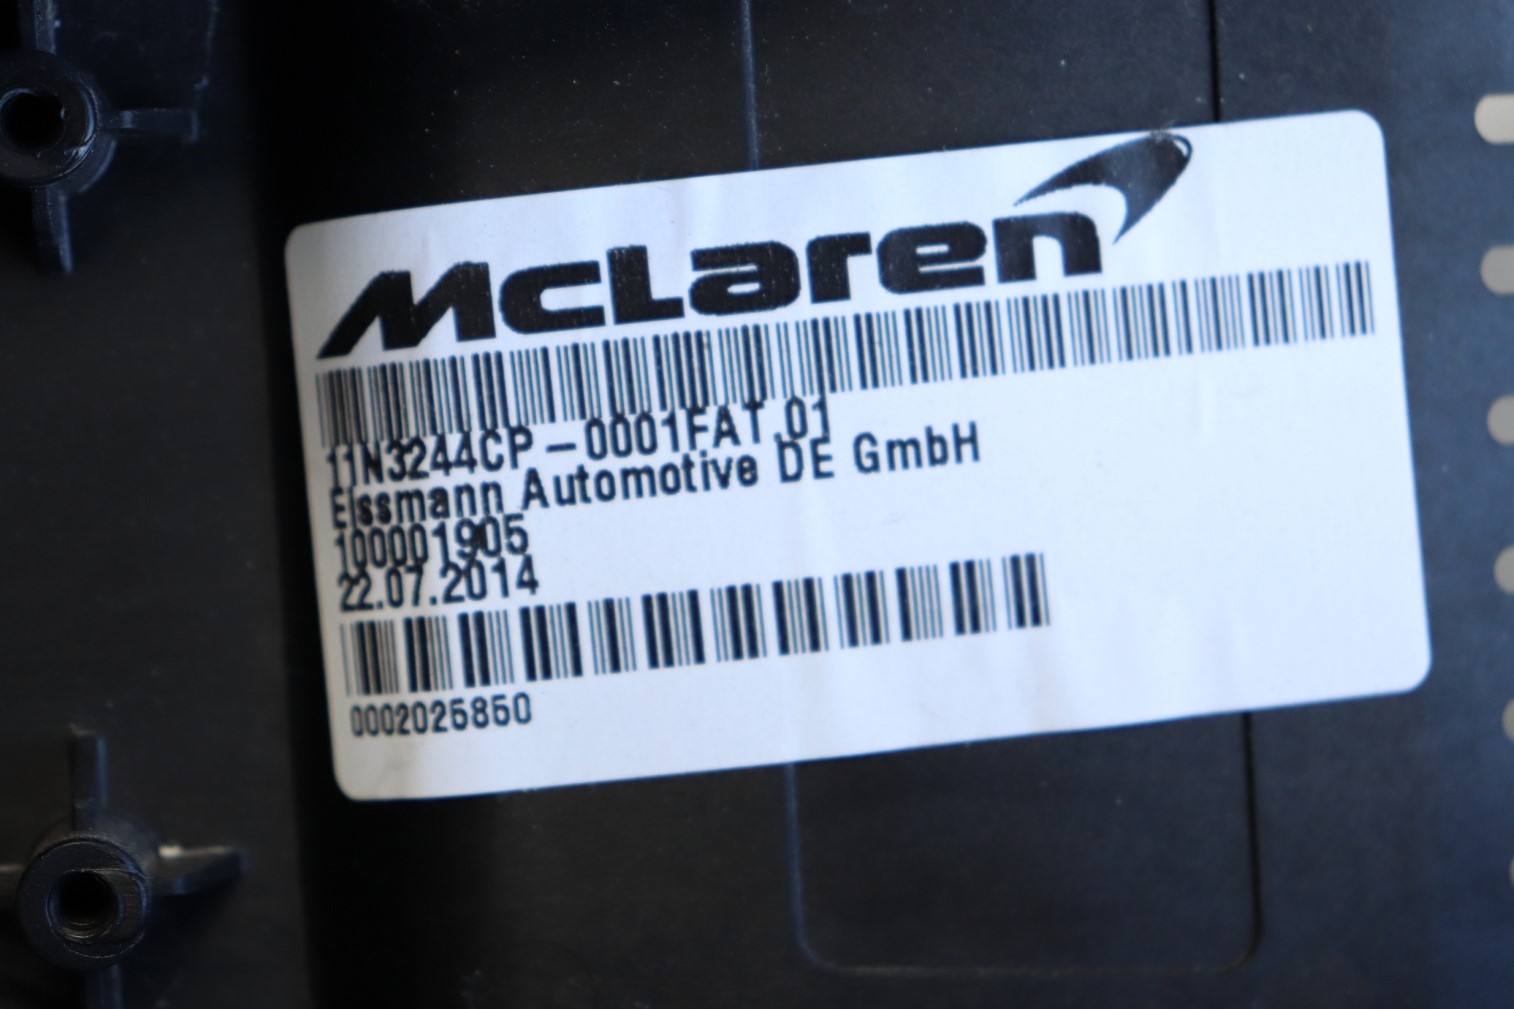 McLaren
11N3244CP-0001FAT.01
Eissmann Automotive DE GmbH
100001905
22.07.2014
0002025850